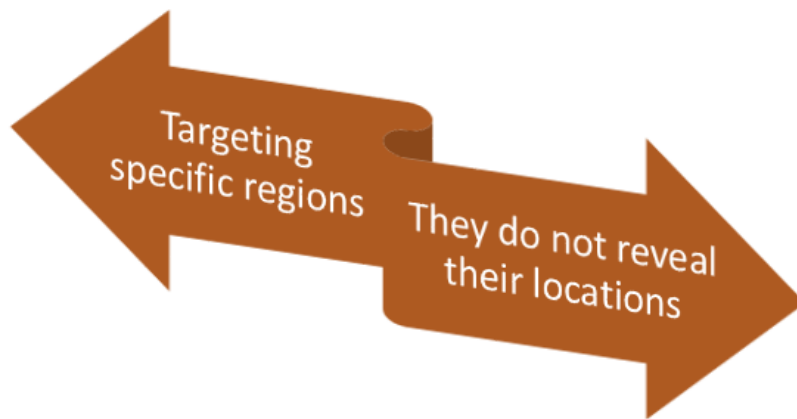 Targeting
specific regions
They do not reveal
their locations